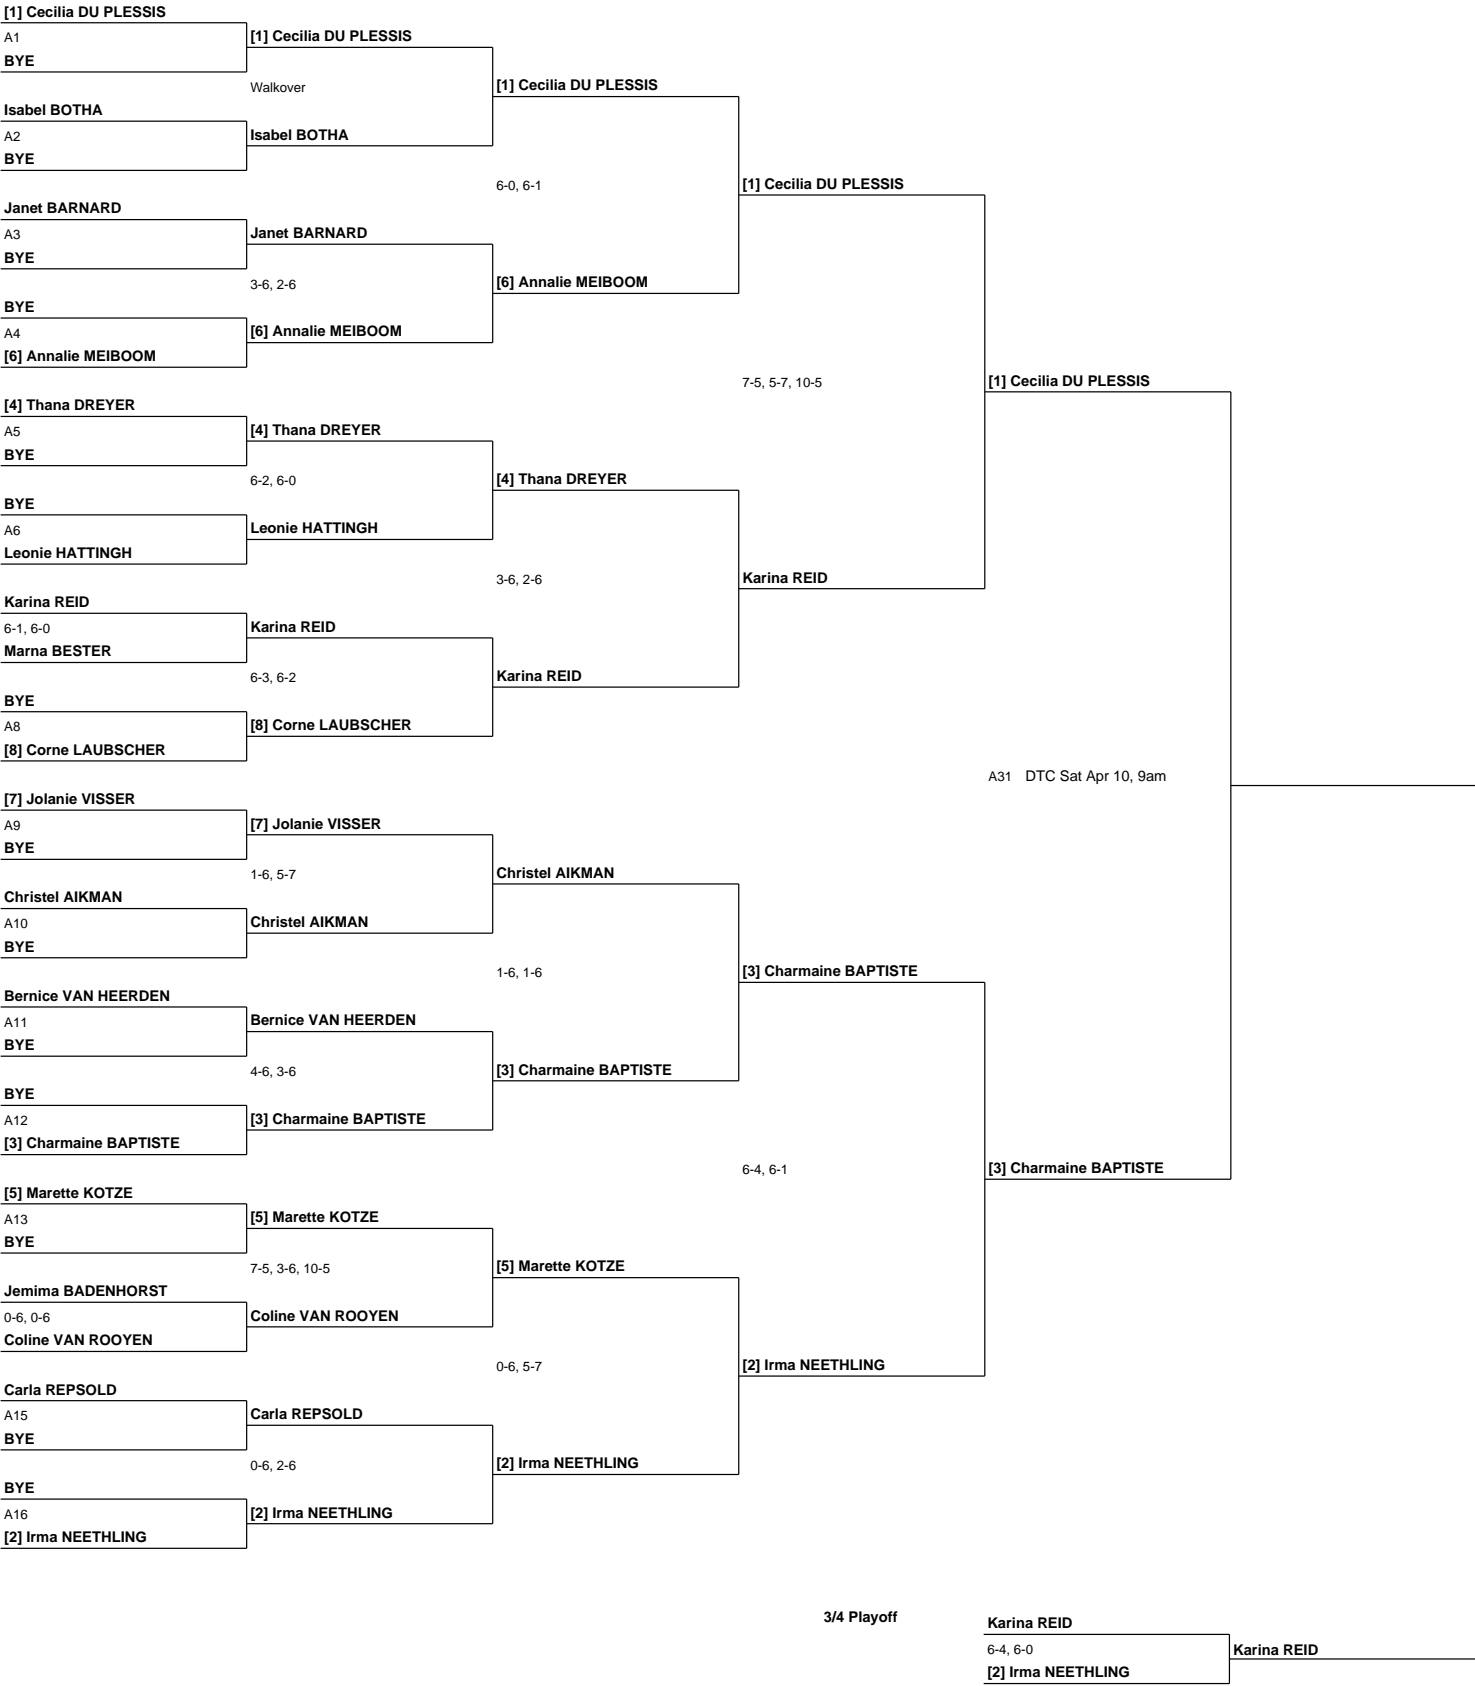 [1] Cecilia DU PLESSIS
A1
BYE
[1] Cecilia DU PLESSIS
Walkover
[1] Cecilia DU PLESSIS
Isabel BOTHA
A2
BYE
Isabel BOTHA
6-0, 6-1
[1] Cecilia DU PLESSIS
Janet BARNARD
A3
BYE
Janet BARNARD
3-6, 2-6
[6] Annalie MEIBOOM
BYE
A4
[6] Annalie MEIBOOM
[6] Annalie MEIBOOM
7-5, 5-7, 10-5
[1] Cecilia DU PLESSIS
[4] Thana DREYER
A5
BYE
[4] Thana DREYER
6-2, 6-0
[4] Thana DREYER
BYE
A6
Leonie HATTINGH
Leonie HATTINGH
3-6, 2-6
Karina REID
Karina REID
6-1, 6-0
Marna BESTER
Karina REID
6-3, 6-2
Karina REID
BYE
A8
[8] Corne LAUBSCHER
[8] Corne LAUBSCHER
A31 DTC Sat Apr 10, 9am
[7] Jolanie VISSER
A9
BYE
[7] Jolanie VISSER
1-6, 5-7
Christel AIKMAN
Christel AIKMAN
A10
BYE
Christel AIKMAN
1-6, 1-6
[3] Charmaine BAPTISTE
Bernice VAN HEERDEN
A11
BYE
Bernice VAN HEERDEN
4-6, 3-6
[3] Charmaine BAPTISTE
BYE
A12
[3] Charmaine BAPTISTE
[3] Charmaine BAPTISTE
6-4, 6-1
[3] Charmaine BAPTISTE
[5] Marette KOTZE
A13
BYE
[5] Marette KOTZE
7-5, 3-6, 10-5
[5] Marette KOTZE
Jemima BADENHORST
0-6, 0-6
Coline VAN ROOYEN
Coline VAN ROOYEN
0-6, 5-7
[2] Irma NEETHLING
Carla REPSOLD
A15
BYE
Carla REPSOLD
0-6, 2-6
[2] Irma NEETHLING
BYE
A16
[2] Irma NEETHLING
[2] Irma NEETHLING
3/4 Playoff
Karina REID
6-4, 6-0
[2] Irma NEETHLING
Karina REID